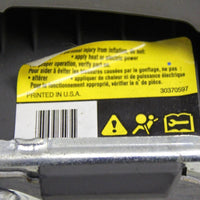 personal injury from inflation, do not:
• apply heat or electric power
proper operation, verify part no.
Pour aider à éviter les blessures causées par le gonflage, ne pas :
• altérer • appliquer de chaleur ni de puissance électrique
Pour le fonctionnement approprié, vérifier le nº de pièce.
PRINTED IN U.S.A. 30370597